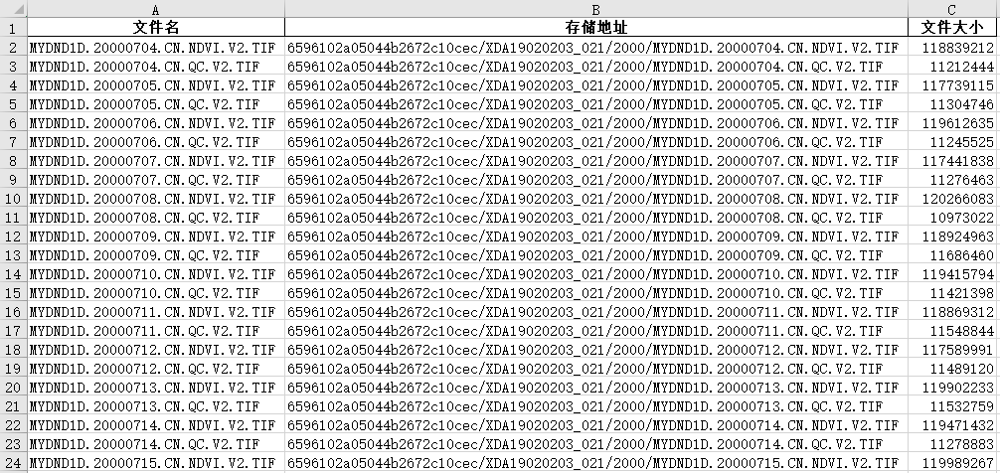 A B C
1 文件名 存储地址 文件大小
2 MYDND1D.20000704.CN.NDVI.V2.TIF 6596102a05044b2672c10cec/XDA19020203_021/2000/MYDND1D.20000704.CN.NDVI.V2.TIF 118839212
3 MYDND1D.20000704.CN.QC.V2.TIF 6596102a05044b2672c10cec/XDA19020203_021/2000/MYDND1D.20000704.CN.QC.V2.TIF 11212444
4 MYDND1D.20000705.CN.NDVI.V2.TIF 6596102a05044b2672c10cec/XDA19020203_021/2000/MYDND1D.20000705.CN.NDVI.V2.TIF 117739115
5 MYDND1D.20000705.CN.QC.V2.TIF 6596102a05044b2672c10cec/XDA19020203_021/2000/MYDND1D.20000705.CN.QC.V2.TIF 11304746
6 MYDND1D.20000706.CN.NDVI.V2.TIF 6596102a05044b2672c10cec/XDA19020203_021/2000/MYDND1D.20000706.CN.NDVI.V2.TIF 119612635
7 MYDND1D.20000706.CN.QC.V2.TIF 6596102a05044b2672c10cec/XDA19020203_021/2000/MYDND1D.20000706.CN.QC.V2.TIF 11245525
8 MYDND1D.20000707.CN.NDVI.V2.TIF 6596102a05044b2672c10cec/XDA19020203_021/2000/MYDND1D.20000707.CN.NDVI.V2.TIF 117441838
9 MYDND1D.20000707.CN.QC.V2.TIF 6596102a05044b2672c10cec/XDA19020203_021/2000/MYDND1D.20000707.CN.QC.V2.TIF 11276463
10 MYDND1D.20000708.CN.NDVI.V2.TIF 6596102a05044b2672c10cec/XDA19020203_021/2000/MYDND1D.20000708.CN.NDVI.V2.TIF 120266083
11 MYDND1D.20000708.CN.QC.V2.TIF 6596102a05044b2672c10cec/XDA19020203_021/2000/MYDND1D.20000708.CN.QC.V2.TIF 10973022
12 MYDND1D.20000709.CN.NDVI.V2.TIF 6596102a05044b2672c10cec/XDA19020203_021/2000/MYDND1D.20000709.CN.NDVI.V2.TIF 118924963
13 MYDND1D.20000709.CN.QC.V2.TIF 6596102a05044b2672c10cec/XDA19020203_021/2000/MYDND1D.20000709.CN.QC.V2.TIF 11686460
14 MYDND1D.20000710.CN.NDVI.V2.TIF 6596102a05044b2672c10cec/XDA19020203_021/2000/MYDND1D.20000710.CN.NDVI.V2.TIF 119415794
15 MYDND1D.20000710.CN.QC.V2.TIF 6596102a05044b2672c10cec/XDA19020203_021/2000/MYDND1D.20000710.CN.QC.V2.TIF 11421398
16 MYDND1D.20000711.CN.NDVI.V2.TIF 6596102a05044b2672c10cec/XDA19020203_021/2000/MYDND1D.20000711.CN.NDVI.V2.TIF 118869312
17 MYDND1D.20000711.CN.QC.V2.TIF 6596102a05044b2672c10cec/XDA19020203_021/2000/MYDND1D.20000711.CN.QC.V2.TIF 11548844
18 MYDND1D.20000712.CN.NDVI.V2.TIF 6596102a05044b2672c10cec/XDA19020203_021/2000/MYDND1D.20000712.CN.NDVI.V2.TIF 117589991
19 MYDND1D.20000712.CN.QC.V2.TIF 6596102a05044b2672c10cec/XDA19020203_021/2000/MYDND1D.20000712.CN.QC.V2.TIF 11489120
20 MYDND1D.20000713.CN.NDVI.V2.TIF 6596102a05044b2672c10cec/XDA19020203_021/2000/MYDND1D.20000713.CN.NDVI.V2.TIF 119902233
21 MYDND1D.20000713.CN.QC.V2.TIF 6596102a05044b2672c10cec/XDA19020203_021/2000/MYDND1D.20000713.CN.QC.V2.TIF 11532759
22 MYDND1D.20000714.CN.NDVI.V2.TIF 6596102a05044b2672c10cec/XDA19020203_021/2000/MYDND1D.20000714.CN.NDVI.V2.TIF 119471432
23 MYDND1D.20000714.CN.QC.V2.TIF 6596102a05044b2672c10cec/XDA19020203_021/2000/MYDND1D.20000714.CN.QC.V2.TIF 11278883
24 MYDND1D.20000715.CN.NDVI.V2.TIF 6596102a05044b2672c10cec/XDA19020203_021/2000/MYDND1D.20000715.CN.NDVI.V2.TIF 119989261